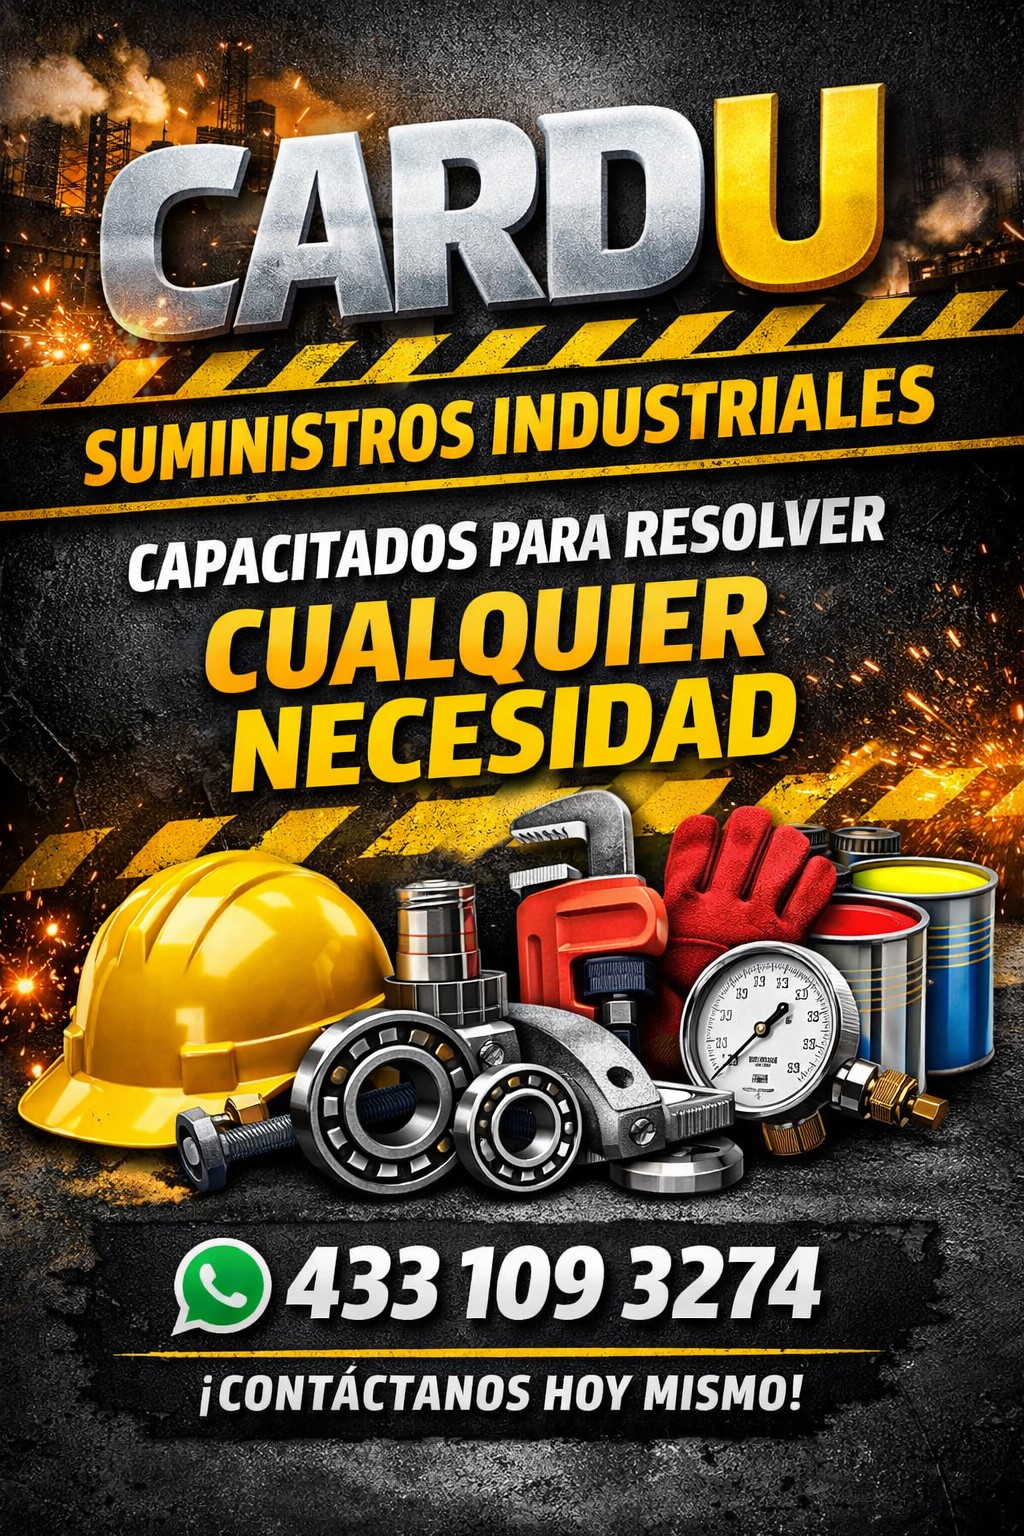 CARDU
SUMINISTROS INDUSTRIALES
CAPACITADOS PARA RESOLVER
CUALQUIER
NECESIDAD
433 109 3274
¡CONTÁCTANOS HOY MISMO!